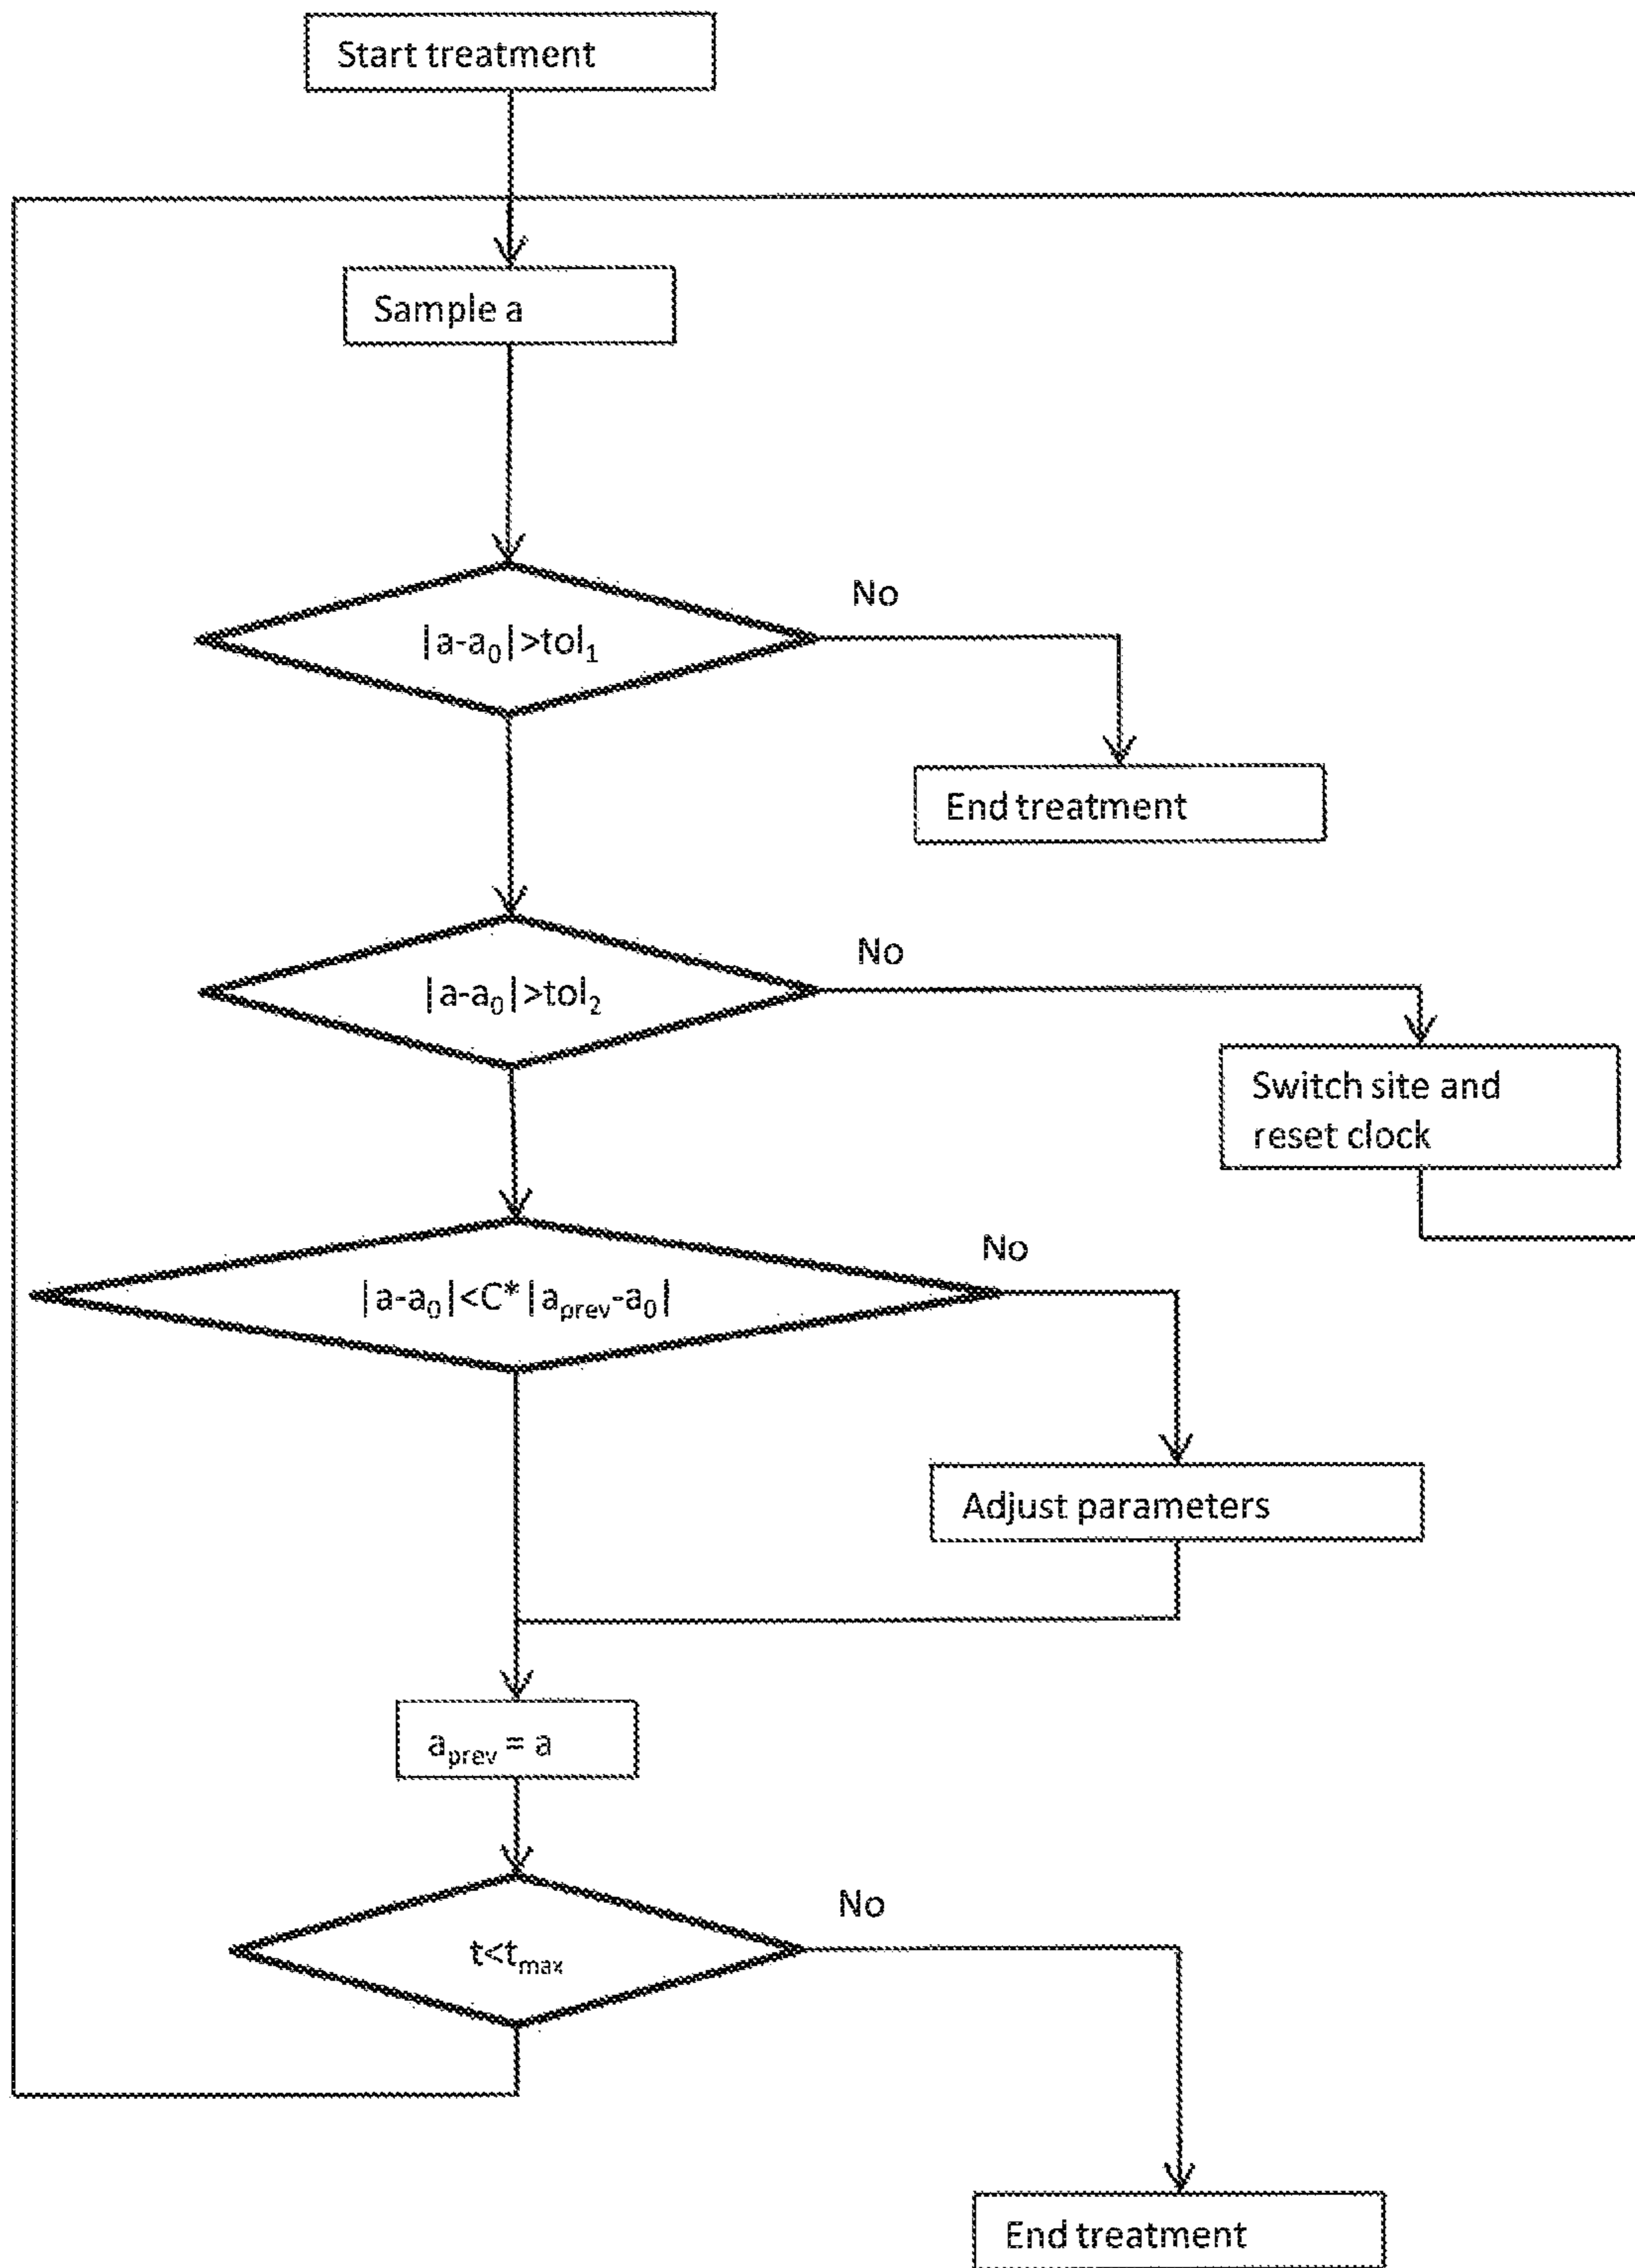 Start treatment
Sample a
|a-a₀|>tol₁
No
End treatment
|a-a₀|>tol₂
No
Switch site and
reset clock
|a-a₀|<C*|aₚᵣₑᵥ-a₀|
No
Adjust parameters
aₚᵣₑᵥ = a
t<tₘₐₓ
No
End treatment